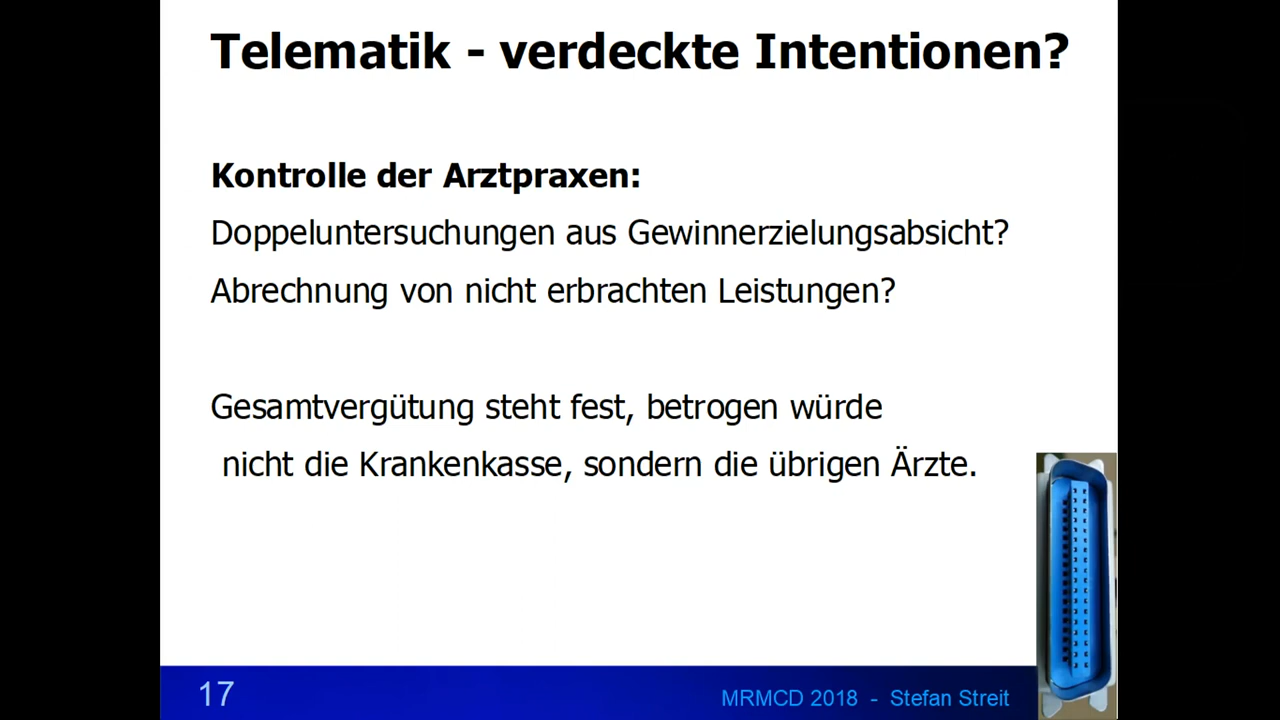 Telematik - verdeckte Intentionen?
Kontrolle der Arztpraxen:
Doppeluntersuchungen aus Gewinnerzielungsabsicht?
Abrechnung von nicht erbrachten Leistungen?
Gesamtvergütung steht fest, betrogen würde
nicht die Krankenkasse, sondern die übrigen Ärzte.
17
MRMCD 2018 - Stefan Streit